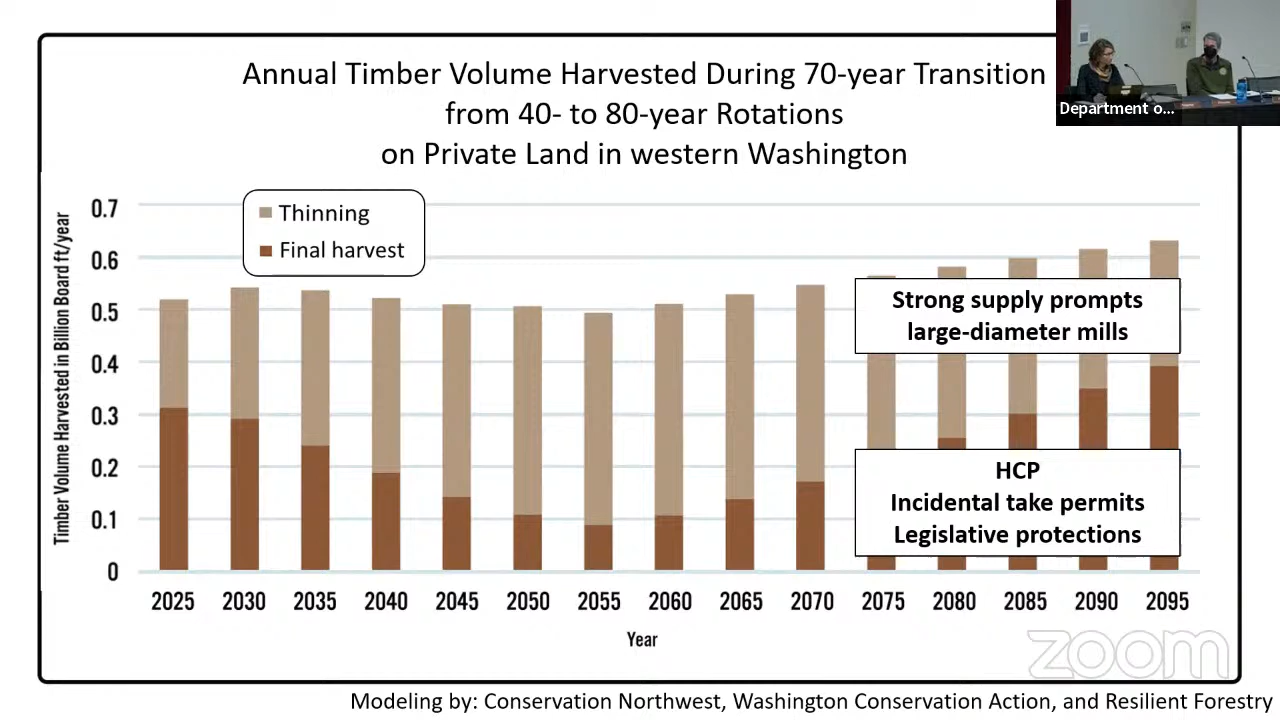 Annual Timber Volume Harvested During 70-year Transition
from 40- to 80-year Rotations
on Private Land in western Washington
Department o...
Thinning
Final harvest
Timber Volume Harvested in Billion Board ft/year
0.7
0.6
0.5
0.4
0.3
0.2
0.1
0
Strong supply prompts
large-diameter mills
HCP
Incidental take permits
Legislative protections
2025 2030 2035 2040 2045 2050 2055 2060 2065 2070 2075 2080 2085 2090 2095
Year
zoom
Modeling by: Conservation Northwest, Washington Conservation Action, and Resilient Forestry